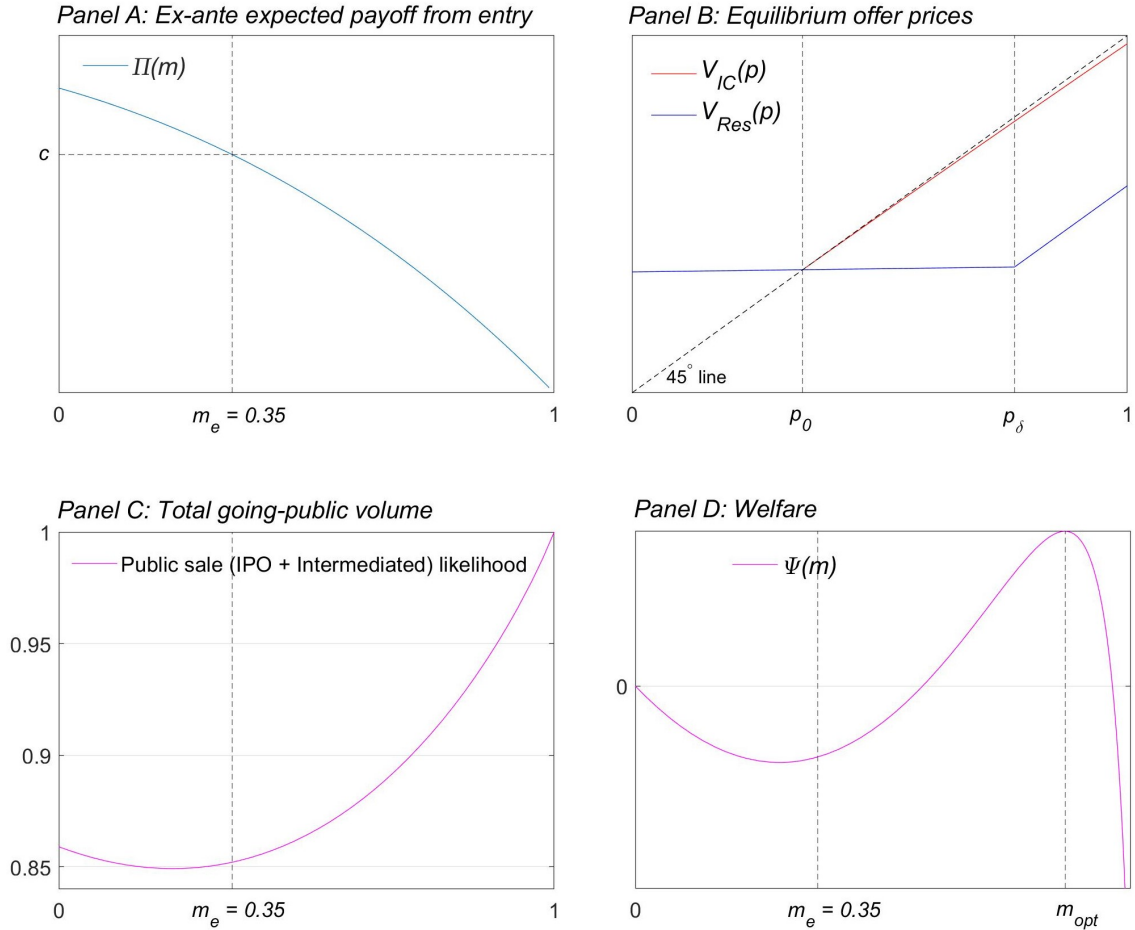 Panel A: Ex-ante expected payoff from entry
Π(m)
c
0
m_e = 0.35
1
Panel B: Equilibrium offer prices
V_IC(p)
V_Res(p)
45° line
0
p_0
p_δ
1
Panel C: Total going-public volume
1
Public sale (IPO + Intermediated) likelihood
0.95
0.9
0.85
0
m_e = 0.35
1
Panel D: Welfare
Ψ(m)
0
0
m_e = 0.35
m_opt